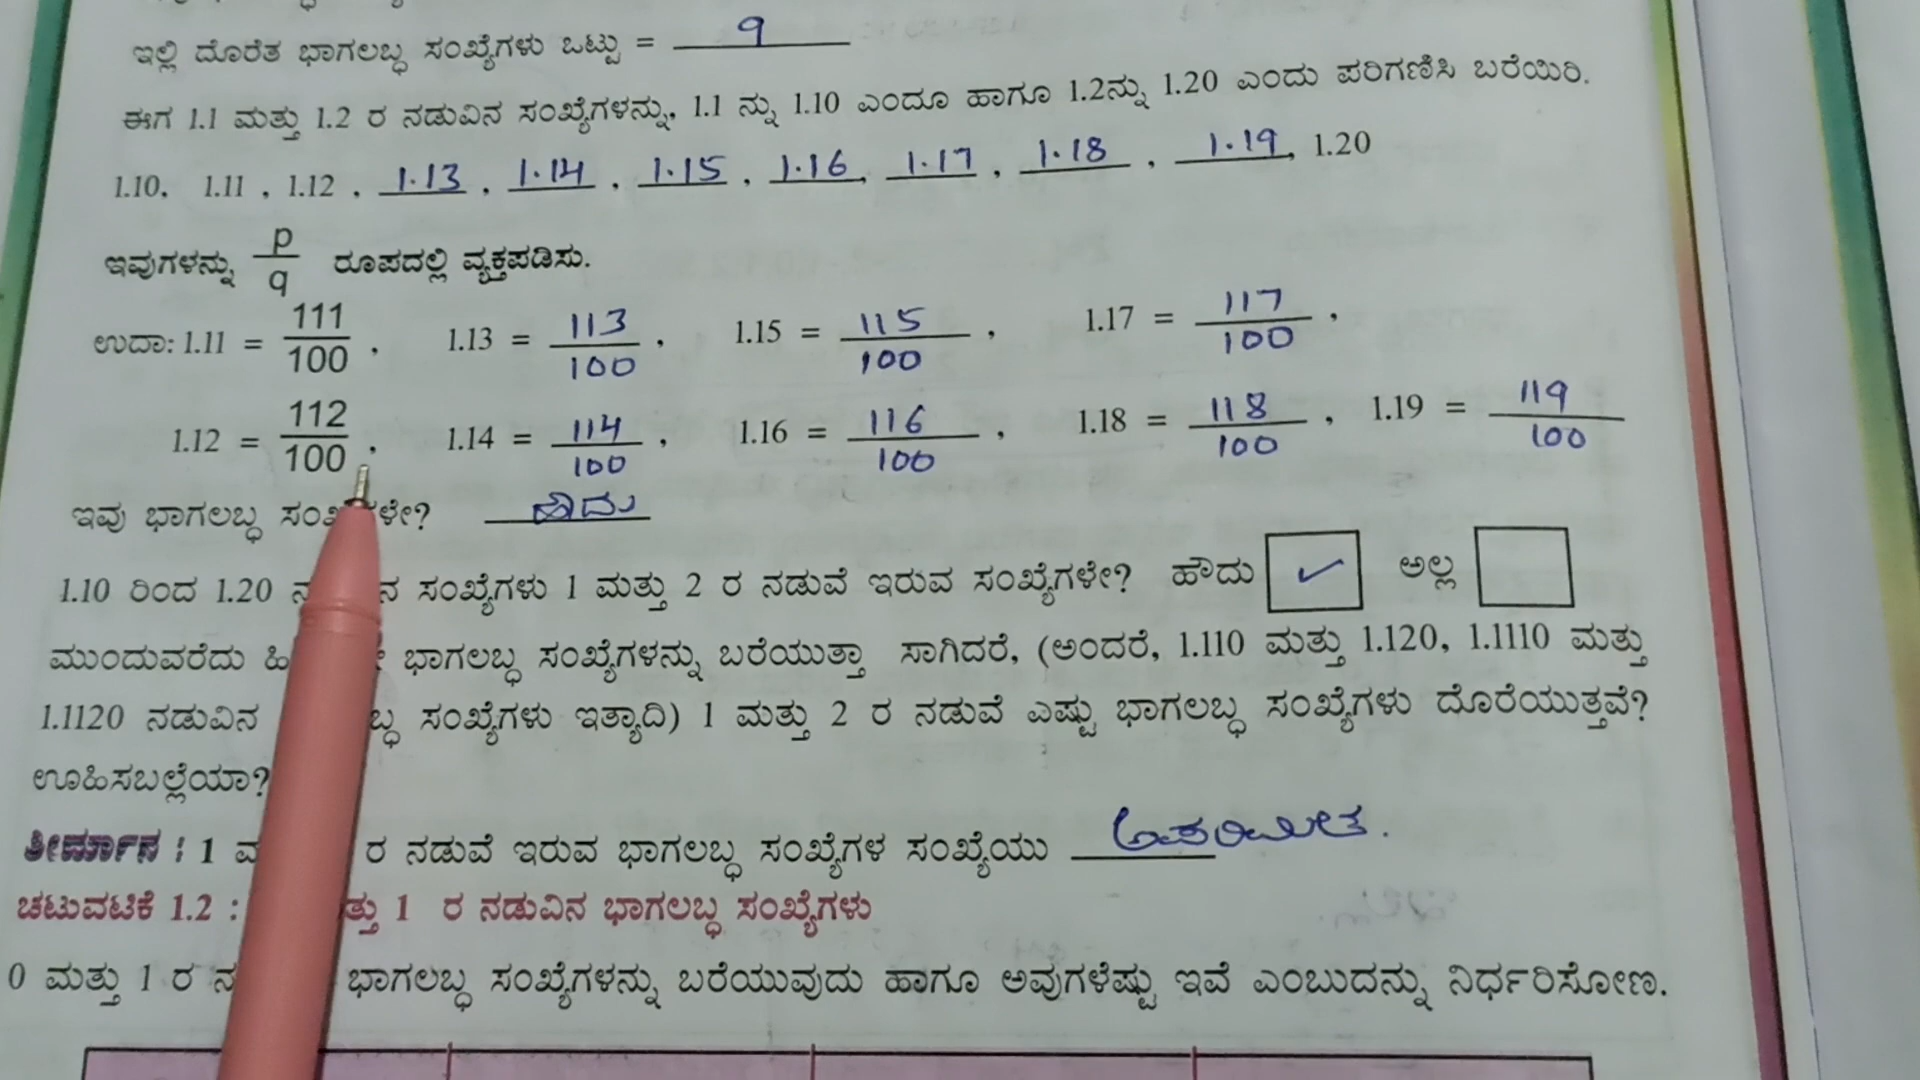 ಇಲ್ಲಿ ದೊರೆತ ಭಾಗಲಬ್ಧ ಸಂಖ್ಯೆಗಳು ಒಟ್ಟು = 9
ಈಗ 1.1 ಮತ್ತು 1.2 ರ ನಡುವಿನ ಸಂಖ್ಯೆಗಳನ್ನು, 1.1 ನ್ನು 1.10 ಎಂದೂ ಹಾಗೂ 1.2ನ್ನು 1.20 ಎಂದು ಪರಿಗಣಿಸಿ ಬರೆಯಿರಿ.
1.10, 1.11 , 1.12 , 1.13 , 1.14 , 1.15 , 1.16 , 1.17 , 1.18 , 1.19 , 1.20
ಇವುಗಳನ್ನು p/q ರೂಪದಲ್ಲಿ ವ್ಯಕ್ತಪಡಿಸು.
ಉದಾ: 1.11 = 111/100 , 1.13 = 113/100 , 1.15 = 115/100 , 1.17 = 117/100 ,
1.12 = 112/100 , 1.14 = 114/100 , 1.16 = 116/100 , 1.18 = 118/100 , 1.19 = 119/100
ಇವು ಭಾಗಲಬ್ಧ ಹೌದು
1.10 ರಿಂದ 1.20 ಸಂಖ್ಯೆಗಳು 1 ಮತ್ತು 2 ರ ನಡುವೆ ಇರುವ ಸಂಖ್ಯೆಗಳೇ? ಹೌದು ✓ ಅಲ್ಲ
ಮುಂದುವರೆದು ಭಾಗಲಬ್ಧ ಸಂಖ್ಯೆಗಳನ್ನು ಬರೆಯುತ್ತಾ ಸಾಗಿದರೆ, (ಅಂದರೆ, 1.110 ಮತ್ತು 1.120, 1.1110 ಮತ್ತು
1.1120 ನಡುವಿನ ಸಂಖ್ಯೆಗಳು ಇತ್ಯಾದಿ) 1 ಮತ್ತು 2 ರ ನಡುವೆ ಎಷ್ಟು ಭಾಗಲಬ್ಧ ಸಂಖ್ಯೆಗಳು ದೊರೆಯುತ್ತವೆ?
ಊಹಿಸಬಲ್ಲೆಯಾ?
ತೀರ್ಮಾನ : 1 ರ ನಡುವೆ ಇರುವ ಭಾಗಲಬ್ಧ ಸಂಖ್ಯೆಗಳ ಸಂಖ್ಯೆಯು ಅಪರಿಮಿತ.
ಚಟುವಟಿಕೆ 1.2 : 1 ರ ನಡುವಿನ ಭಾಗಲಬ್ಧ ಸಂಖ್ಯೆಗಳು
0 ಮತ್ತು 1 ರ ಭಾಗಲಬ್ಧ ಸಂಖ್ಯೆಗಳನ್ನು ಬರೆಯುವುದು ಹಾಗೂ ಅವುಗಳೆಷ್ಟು ಇವೆ ಎಂಬುದನ್ನು ನಿರ್ಧರಿಸೋಣ.